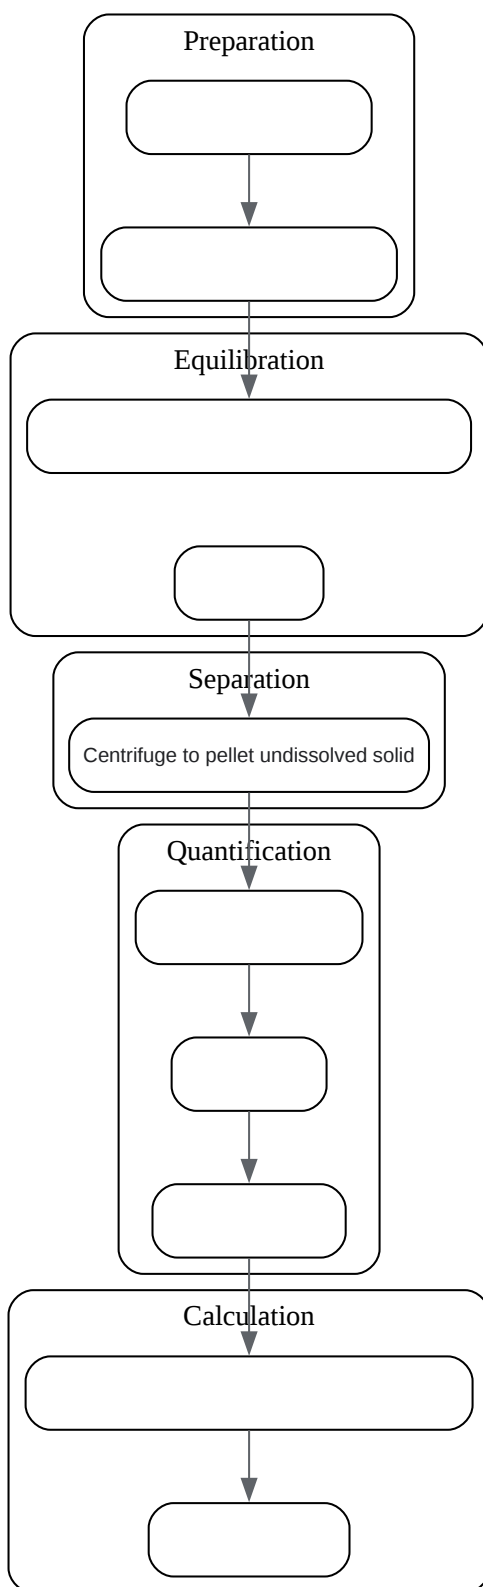 Preparation
Equilibration
Separation
Centrifuge to pellet undissolved solid
Quantification
Calculation